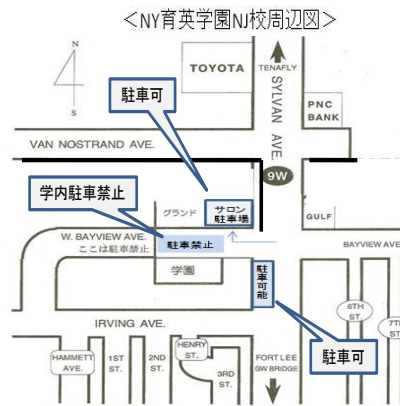 ＜NY育英学園NJ校周辺図＞
N
S
TOYOTA
TENAFLY
SYLVAN AVE.
PNC
BANK
駐車可
VAN NOSTRAND AVE.
9W
学内駐車禁止
グランド
サロン
駐車場
GULF
W. BAYVIEW AVE.
ここは駐車禁止
駐車禁止
BAYVIEW AVE.
学園
駐車可能
6TH
ST.
7TH
ST.
IRVING AVE.
駐車可
HAMMETT
AVE.
1ST
ST.
2ND
ST.
HENRY
ST.
3RD
ST.
FORT LEE
GW BRIDGE